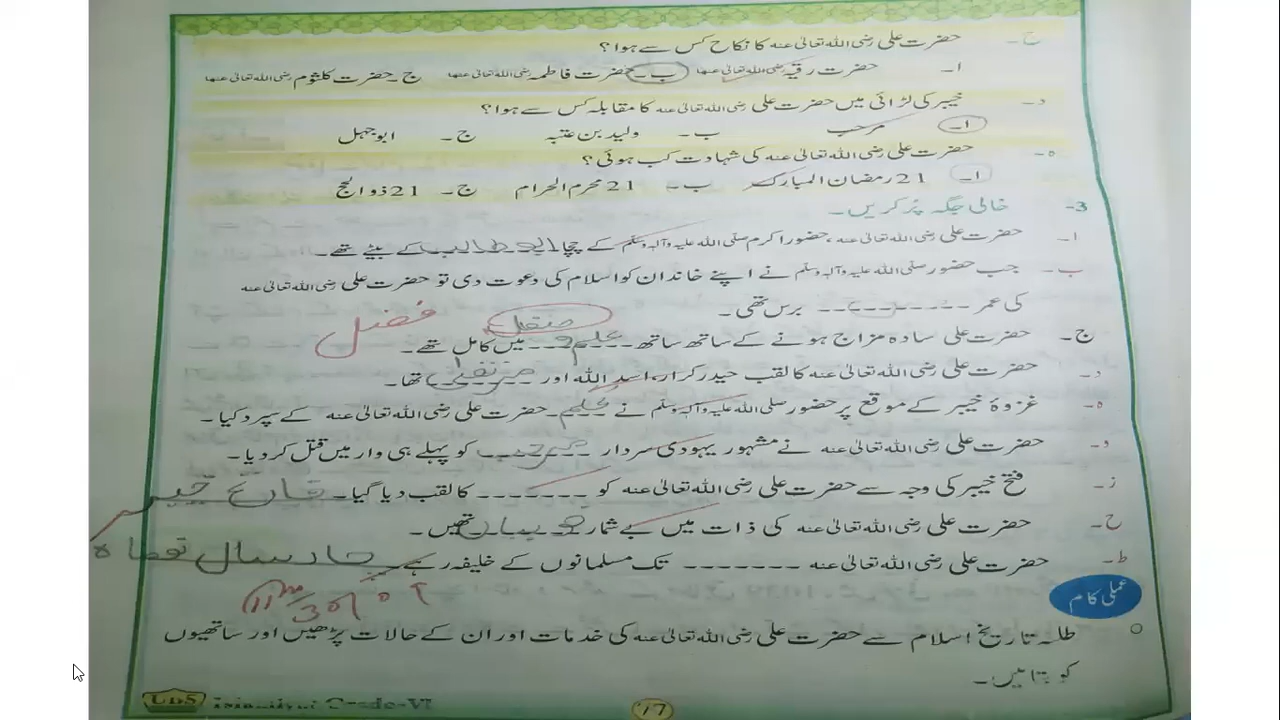 ج۔ حضرت علی رضی اللہ تعالیٰ عنہ کا نکاح کس سے ہوا؟
ا۔ حضرت رقیہ رضی اللہ تعالیٰ عنہا ب۔ حضرت فاطمہ رضی اللہ تعالیٰ عنہا ج۔ حضرت کلثوم رضی اللہ تعالیٰ عنہا
د۔ خیبر کی لڑائی میں حضرت علی رضی اللہ تعالیٰ عنہ کا مقابلہ کس سے ہوا؟
ا۔ مرحب ب۔ ولید بن عتبہ ج۔ ابوجہل
ہ۔ حضرت علی رضی اللہ تعالیٰ عنہ کی شہادت کب ہوئی؟
ا۔ 21 رمضان المبارک ب۔ 21 محرم الحرام ج۔ 21 ذوالحج
3- خالی جگہ پُر کریں۔
ا۔ حضرت علی رضی اللہ تعالیٰ عنہ، حضور اکرم صلی اللہ علیہ وآلہ وسلم کے چچا ابو طالب کے بیٹے تھے۔
ب۔ جب حضور صلی اللہ علیہ وآلہ وسلم نے اپنے خاندان کو اسلام کی دعوت دی تو حضرت علی رضی اللہ تعالیٰ عنہ
کی عمر --------- برس تھی۔
فضل
ج۔ حضرت علی سادہ مزاج ہونے کے ساتھ ساتھ علم و میں کامل تھے۔
د۔ حضرت علی رضی اللہ تعالیٰ عنہ کا لقب حیدر کرار، اسد اللہ اور تھا۔
ہ۔ غزوۂ خیبر کے موقع پر حضور صلی اللہ علیہ وآلہ وسلم نے علم حضرت علی رضی اللہ تعالیٰ عنہ کے سپرد کیا۔
و۔ حضرت علی رضی اللہ تعالیٰ عنہ نے مشہور یہودی سردار مرحب کو پہلے ہی وار میں قتل کر دیا۔
ز۔ فتح خیبر کی وجہ سے حضرت علی رضی اللہ تعالیٰ عنہ کو ------- کا لقب دیا گیا۔ فاتح خیبر
ح۔ حضرت علی رضی اللہ تعالیٰ عنہ کی ذات میں بے شمار تھیں۔
ط۔ حضرت علی رضی اللہ تعالیٰ عنہ ------- تک مسلمانوں کے خلیفہ رہے۔ چار سال نو ماہ
عملی کام
○ طلبہ تاریخ اسلام سے حضرت علی رضی اللہ تعالیٰ عنہ کی خدمات اور ان کے حالات پڑھیں اور ساتھیوں
کو بتائیں۔
UBS Islamiyat Grade-VI
17